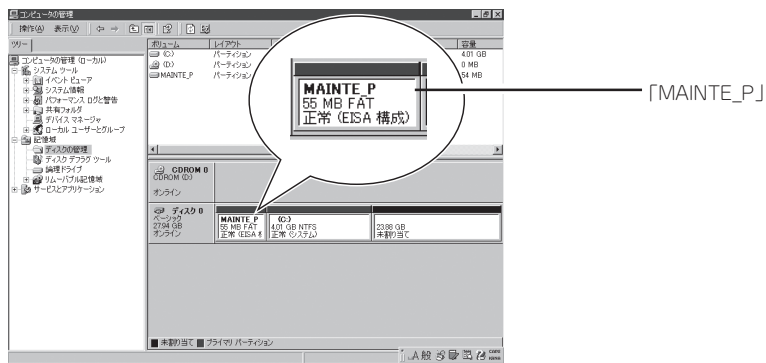 コンピュータの管理
操作(A) 表示(V)
ツリー
コンピュータの管理 (ローカル)
システム ツール
イベント ビューア
システム情報
パフォーマンス ログと警告
共有フォルダ
デバイス マネージャ
ローカル ユーザーとグループ
記憶域
ディスクの管理
ディスク デフラグ ツール
論理ドライブ
リムーバブル記憶域
サービスとアプリケーション
ボリューム レイアウト 容量
(C:) パーティション 4.01 GB
(D:) パーティション 0 MB
MAINTE_P パーティション 54 MB
MAINTE_P
55 MB FAT
正常 (EISA 構成)
「MAINTE_P」
CDROM 0
CDROM (D:)
オンライン
ディスク 0
ベーシック
27.94 GB
オンライン
MAINTE_P
55 MB FAT
正常 (EISA
(C:)
4.01 GB NTFS
正常 (システム)
23.88 GB
未割り当て
未割り当て プライマリ パーティション
A 般
CAPS
KANA